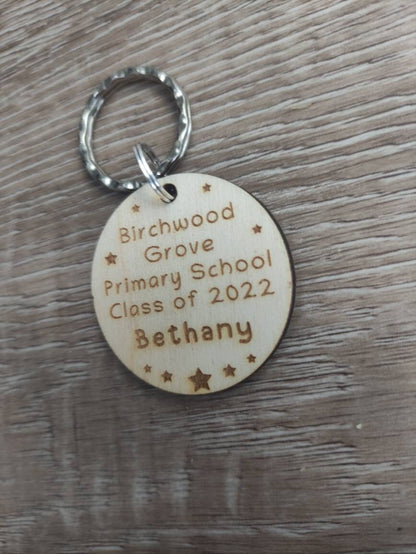 Birchwood
Grove
Primary School
Class of 2022
Bethany